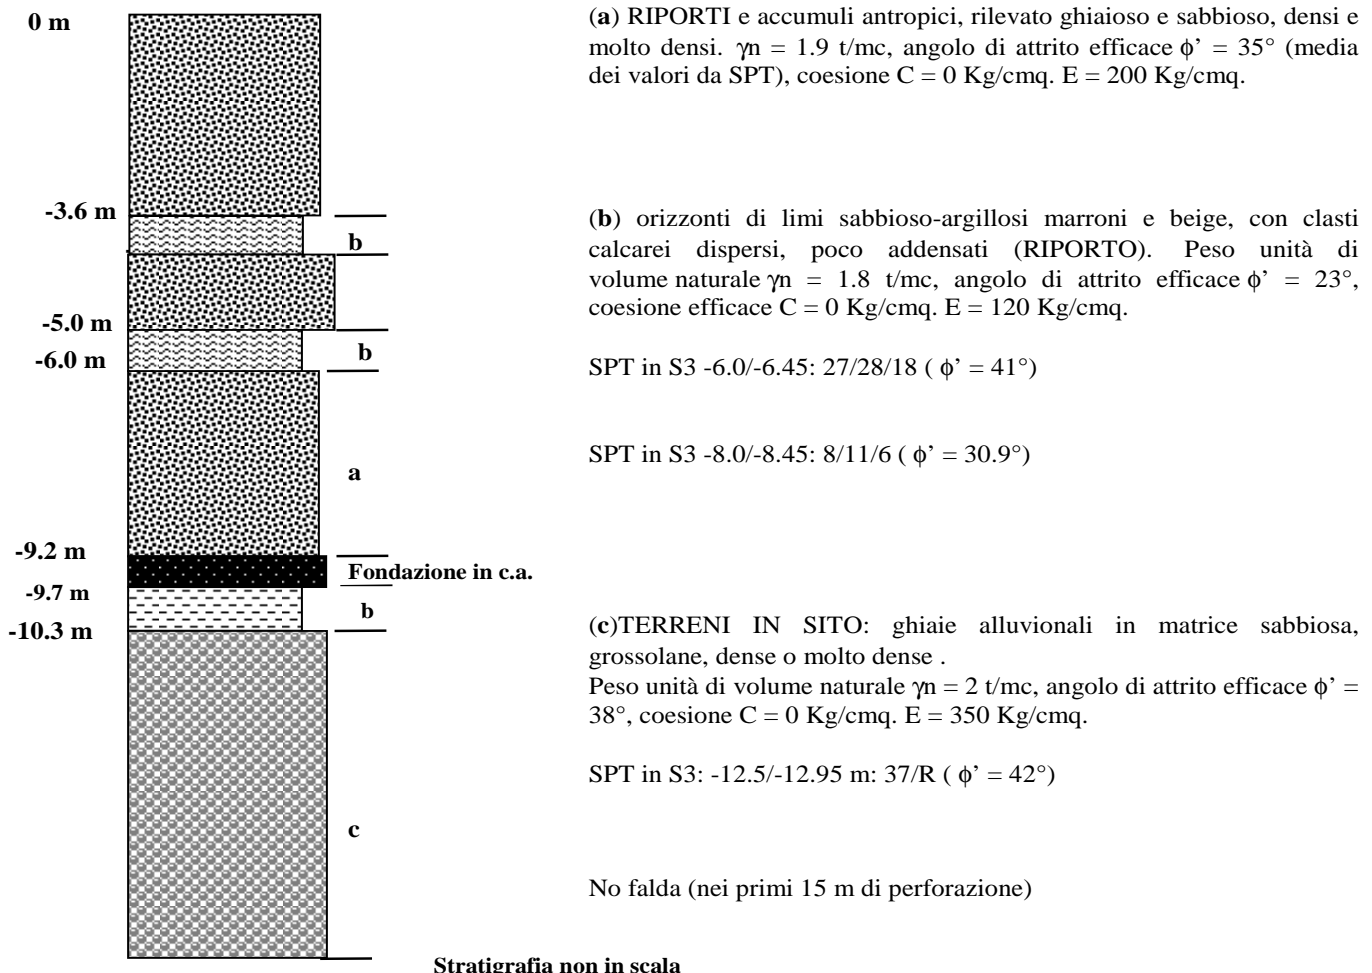 0 m
(a) RIPORTI e accumuli antropici, rilevato ghiaioso e sabbioso, densi e
molto densi. γn = 1.9 t/mc, angolo di attrito efficace ϕ’ = 35° (media
dei valori da SPT), coesione C = 0 Kg/cmq. E = 200 Kg/cmq.
-3.6 m
b
(b) orizzonti di limi sabbioso-argillosi marroni e beige, con clasti
calcarei dispersi, poco addensati (RIPORTO). Peso unità di
volume naturale γn = 1.8 t/mc, angolo di attrito efficace ϕ’ = 23°,
coesione efficace C = 0 Kg/cmq. E = 120 Kg/cmq.
-5.0 m
b
-6.0 m
SPT in S3 -6.0/-6.45: 27/28/18 ( ϕ’ = 41°)
SPT in S3 -8.0/-8.45: 8/11/6 ( ϕ’ = 30.9°)
a
-9.2 m
Fondazione in c.a.
-9.7 m
b
-10.3 m
(c)TERRENI IN SITO: ghiaie alluvionali in matrice sabbiosa,
grossolane, dense o molto dense .
Peso unità di volume naturale γn = 2 t/mc, angolo di attrito efficace ϕ’ =
38°, coesione C = 0 Kg/cmq. E = 350 Kg/cmq.
SPT in S3: -12.5/-12.95 m: 37/R ( ϕ’ = 42°)
c
No falda (nei primi 15 m di perforazione)
Stratigrafia non in scala